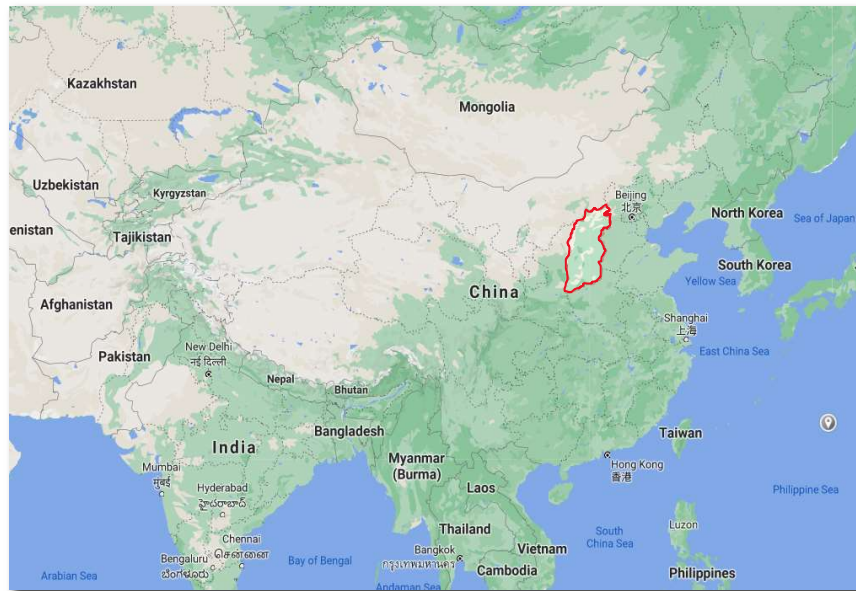 Kazakhstan
Mongolia
Uzbekistan
Kyrgyzstan
Beijing
北京
North Korea
Sea of Japan
enistan
Tajikistan
South Korea
Yellow Sea
China
Afghanistan
Shanghai
上海
Pakistan
New Delhi
नई दिल्ली
East China Sea
Nepal
Bhutan
Bangladesh
Taiwan
India
Myanmar
(Burma)
Hong Kong
香港
Mumbai
मुंबई
Hyderabad
హైదరాబాద్
Laos
Philippine Sea
Thailand
South
China Sea
Luzon
Chennai
சென்னை
Bengaluru
ಬೆಂಗಳೂರು
Bay of Bengal
Bangkok
กรุงเทพมหานคร
Vietnam
Cambodia
Arabian Sea
Andaman Sea
Philippines